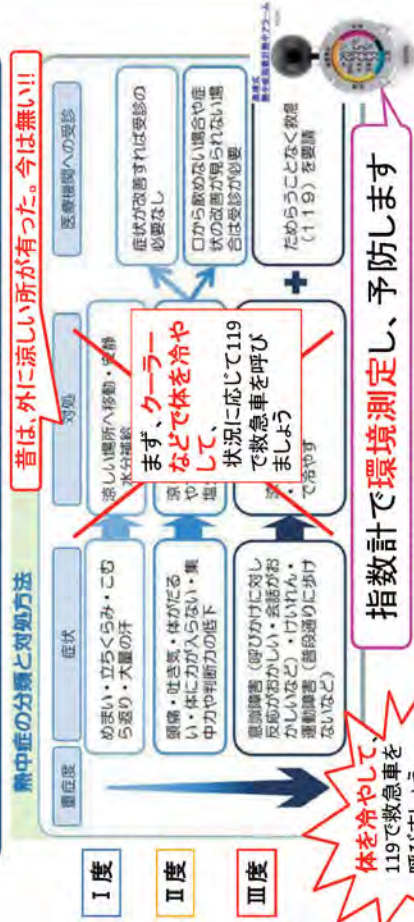 昔は、外に涼しい所が有った。今は無い!!
熱中症の分類と対処方法
重症度
症状
対処
医療機関への受診
Ⅰ度
めまい・立ちくらみ・こむ
ら返り・大量の汗
涼しい場所へ移動・安静
水分補給
症状が改善すれば受診の
必要なし
Ⅱ度
頭痛・吐き気・体がだる
い・体に力が入らない・集
中力や判断力の低下
口から飲めない場合や症
状の改善が見られない場
合は受診が必要
Ⅲ度
意識障害（呼びかけに対し
反応がおかしい・会話がお
かしいなど）・けいれん・
運動障害（普段通りに歩け
ないなど）
で冷やす
ためらうことなく救急
（119）を要請
まず、クーラー
などで体を冷や
して、
状況に応じて119
で救急車を呼び
ましょう
体を冷やして、
119で救急車を
指数計で環境測定し、予防します